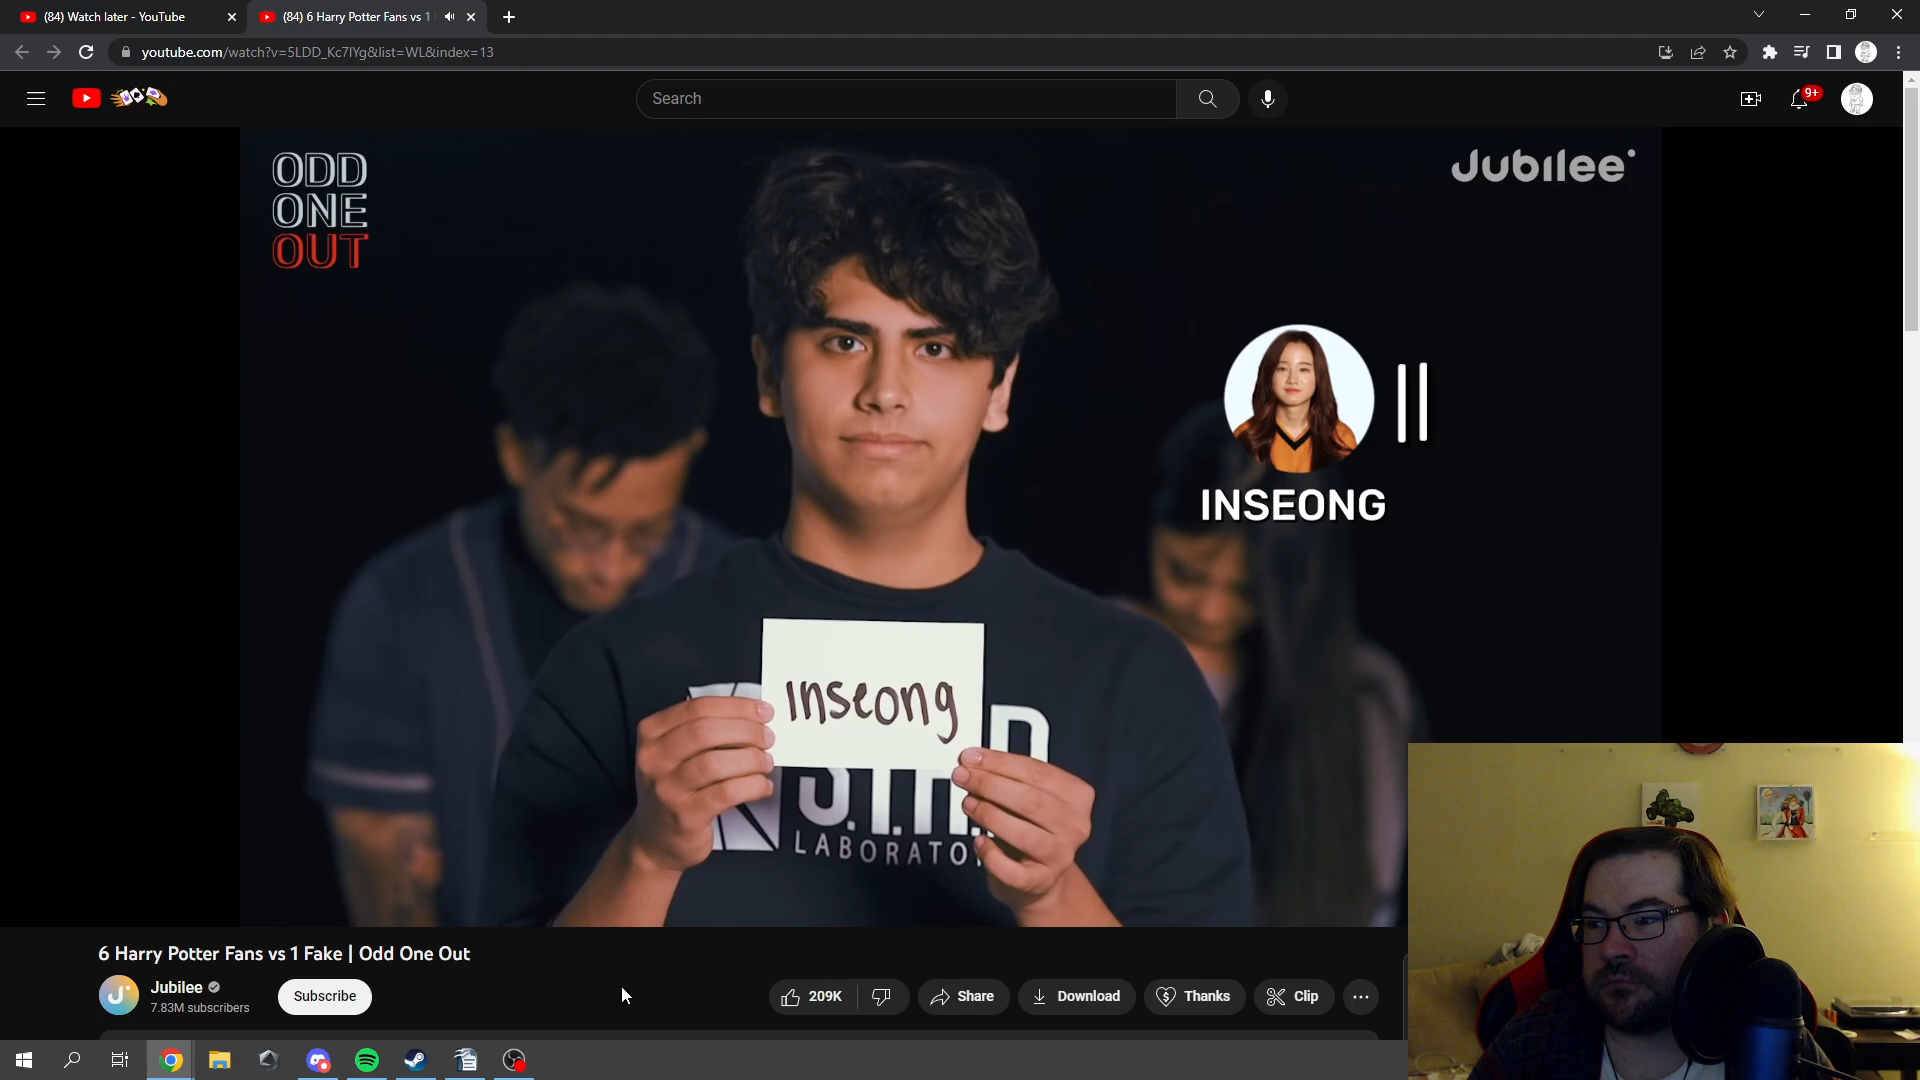 (84) Watch later - YouTube
(84) 6 Harry Potter Fans vs 1
youtube.com/watch?v=5LDD_Kc7lYg&list=WL&index=13
Search
9+
ODD
ONE
OUT
Jubilee
INSEONG
Inseong
LABORATO
6 Harry Potter Fans vs 1 Fake | Odd One Out
Jubilee
7.83M subscribers
Subscribe
209K
Share
Download
Thanks
Clip